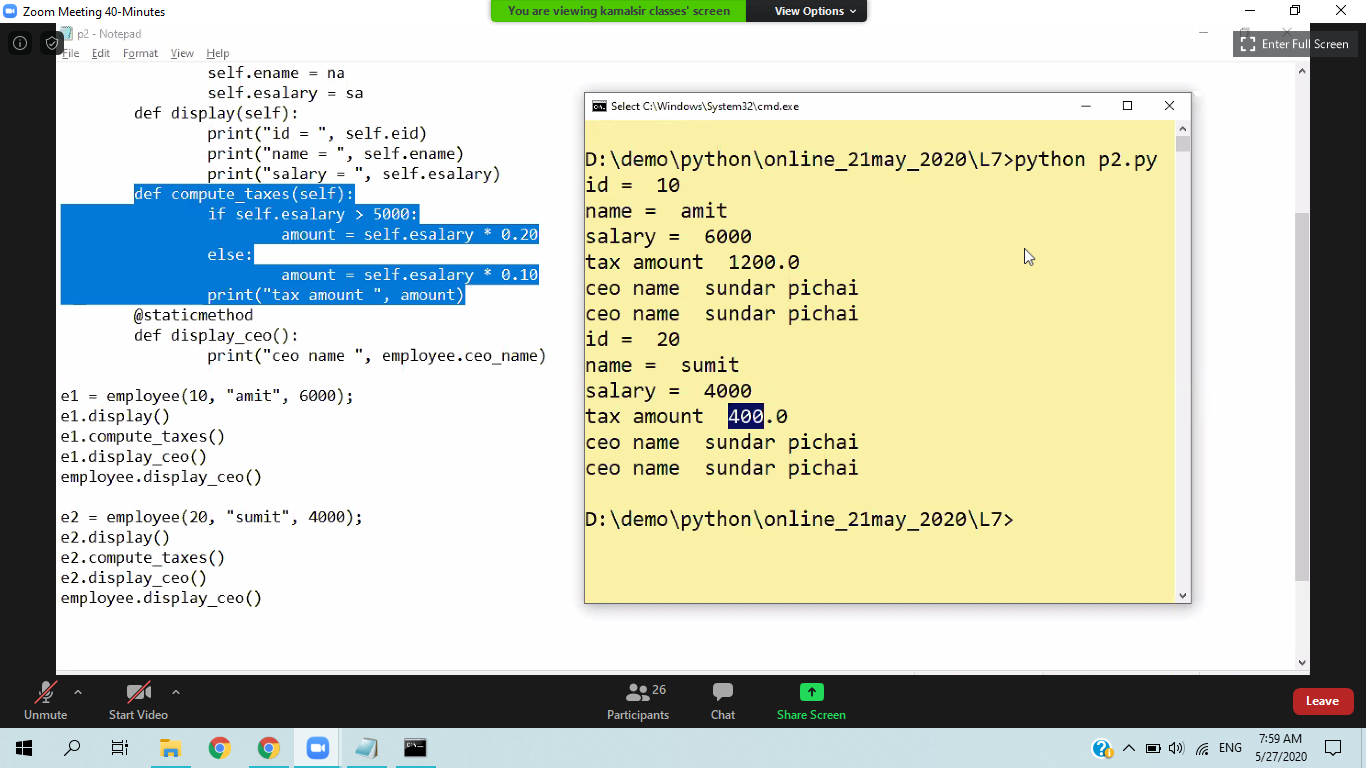 Zoom Meeting 40-Minutes
You are viewing kamalsir classes' screen
View Options
p2 - Notepad
File Edit Format View Help
Enter Full Screen
self.ename = na
self.esalary = sa
def display(self):
print("id = ", self.eid)
print("name = ", self.ename)
print("salary = ", self.esalary)
def compute_taxes(self):
if self.esalary > 5000:
amount = self.esalary * 0.20
else:
amount = self.esalary * 0.10
print("tax amount ", amount)
@staticmethod
def display_ceo():
print("ceo name ", employee.ceo_name)
e1 = employee(10, "amit", 6000);
e1.display()
e1.compute_taxes()
e1.display_ceo()
employee.display_ceo()
e2 = employee(20, "sumit", 4000);
e2.display()
e2.compute_taxes()
e2.display_ceo()
employee.display_ceo()
Select C:\Windows\System32\cmd.exe
D:\demo\python\online_21may_2020\L7>python p2.py
id =  10
name =  amit
salary =  6000
tax amount  1200.0
ceo name  sundar pichai
ceo name  sundar pichai
id =  20
name =  sumit
salary =  4000
tax amount  400.0
ceo name  sundar pichai
ceo name  sundar pichai
D:\demo\python\online_21may_2020\L7>
Unmute
Start Video
26
Participants
Chat
Share Screen
Leave
ENG
7:59 AM
5/27/2020